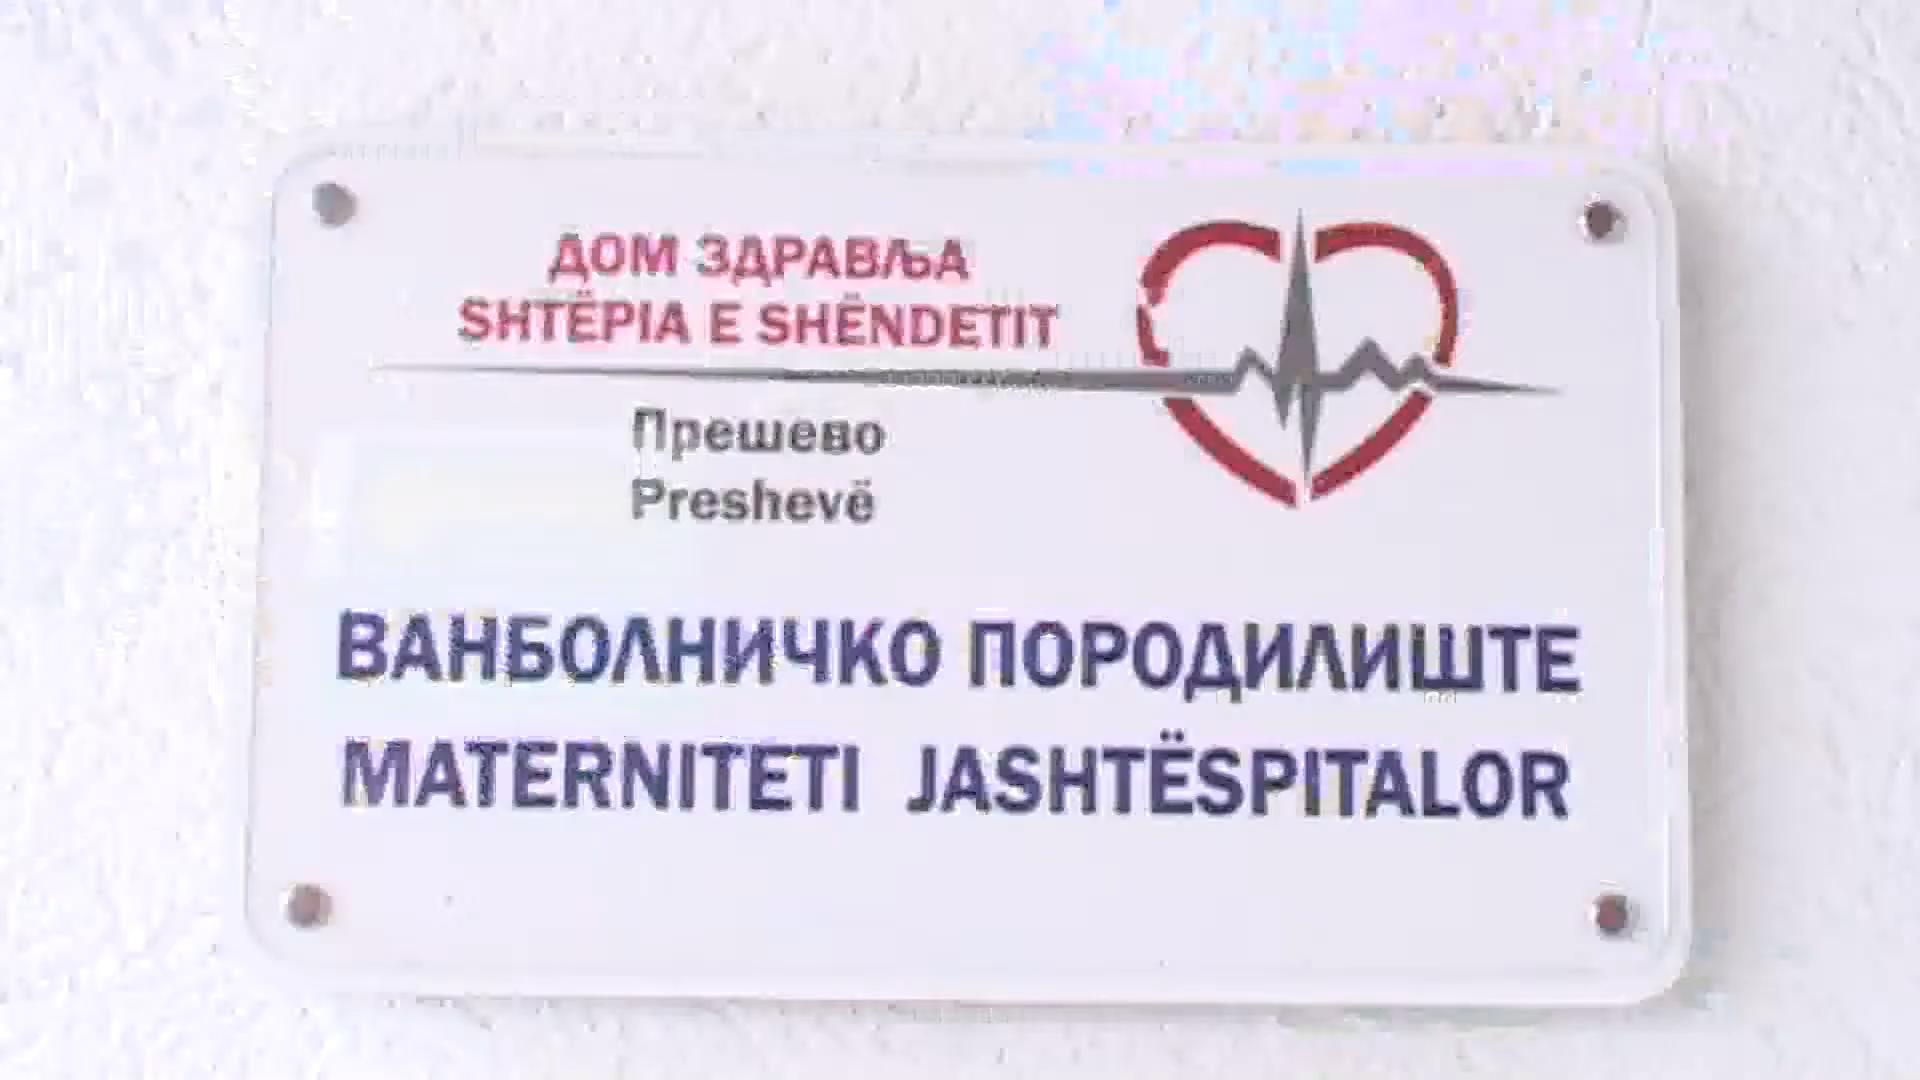 ДОМ ЗДРАВЉА
SHTËPIA E SHËNDETIT
Прешево
Preshevë
ВАНБОЛНИЧКО ПОРОДИЛИШТЕ
MATERNITETI JASHTËSPITALOR